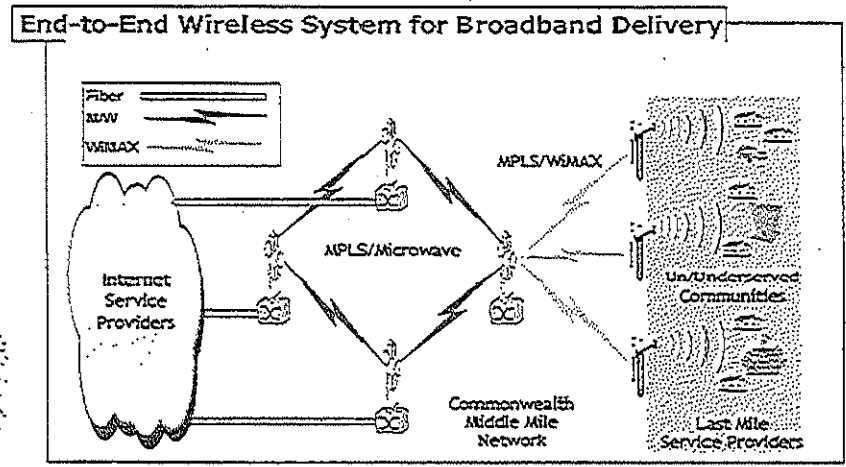 End-to-End Wireless System for Broadband Delivery
Fiber
M/W
WiMAX
MPLS/WiMAX
MPLS/Microwave
Internet
Service
Providers
Un/Underserved
Communities
Commonwealth
Middle Mile
Network
Last Mile
Service Providers